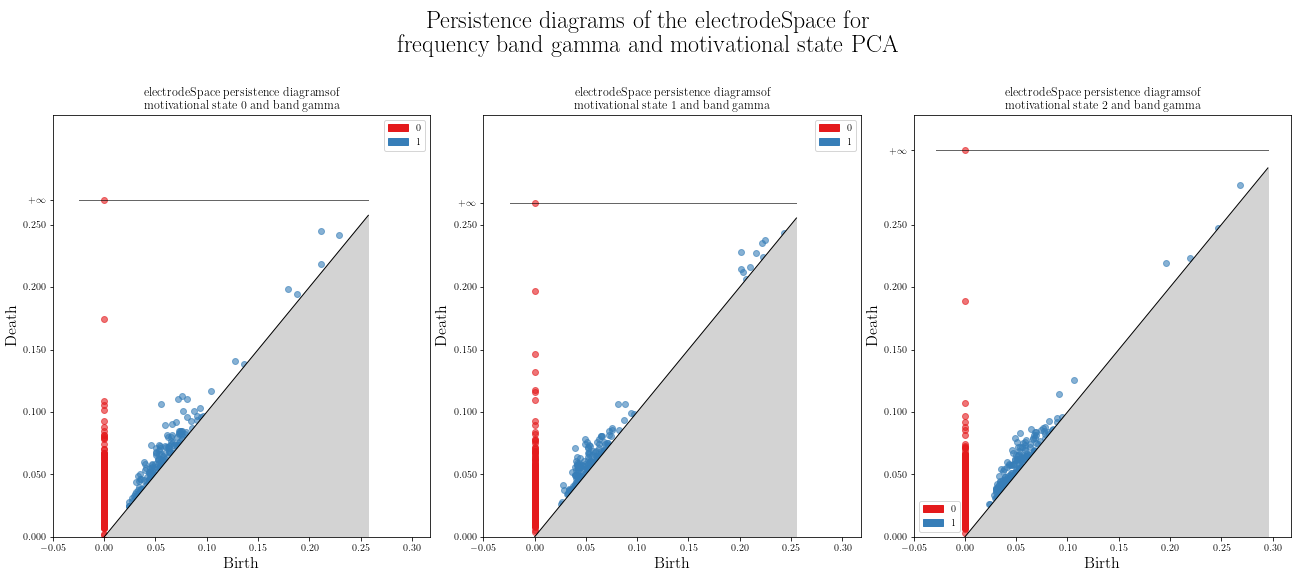 Persistence diagrams of the electrodeSpace for
frequency band gamma and motivational state PCA
electrodeSpace persistence diagramsof
motivational state 0 and band gamma
0
1
+∞
0.250
0.200
0.150
0.100
0.050
0.000
Death
−0.05 0.00 0.05 0.10 0.15 0.20 0.25 0.30
Birth
electrodeSpace persistence diagramsof
motivational state 1 and band gamma
0
1
+∞
0.250
0.200
0.150
0.100
0.050
0.000
Death
−0.05 0.00 0.05 0.10 0.15 0.20 0.25 0.30
Birth
electrodeSpace persistence diagramsof
motivational state 2 and band gamma
+∞
0.250
0.200
0.150
0.100
0.050
0.000
Death
0
1
−0.05 0.00 0.05 0.10 0.15 0.20 0.25 0.30
Birth